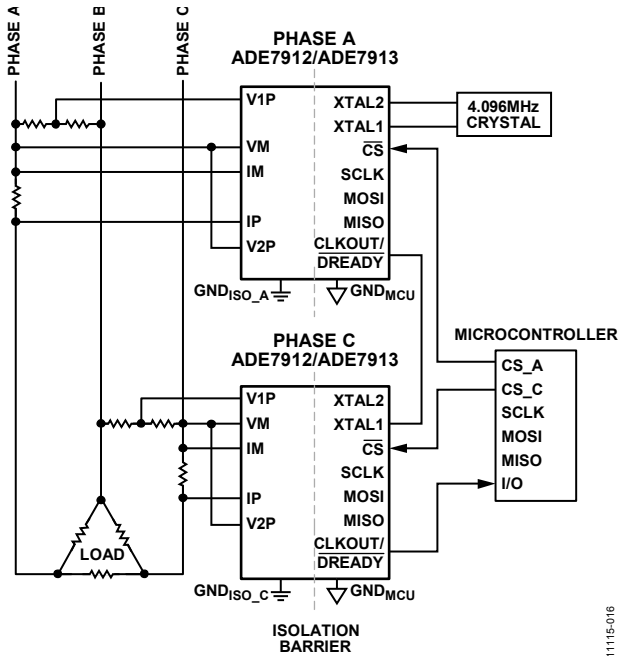 PHASE A
PHASE B
PHASE C
PHASE A
ADE7912/ADE7913
V1P
VM
IM
IP
V2P
XTAL2
XTAL1
CS
SCLK
MOSI
MISO
CLKOUT/
DREADY
4.096MHz
CRYSTAL
GNDISO_A
GNDMCU
PHASE C
ADE7912/ADE7913
V1P
VM
IM
IP
V2P
XTAL2
XTAL1
CS
SCLK
MOSI
MISO
CLKOUT/
DREADY
MICROCONTROLLER
CS_A
CS_C
SCLK
MOSI
MISO
I/O
LOAD
GNDISO_C
GNDMCU
ISOLATION
BARRIER
11115-016